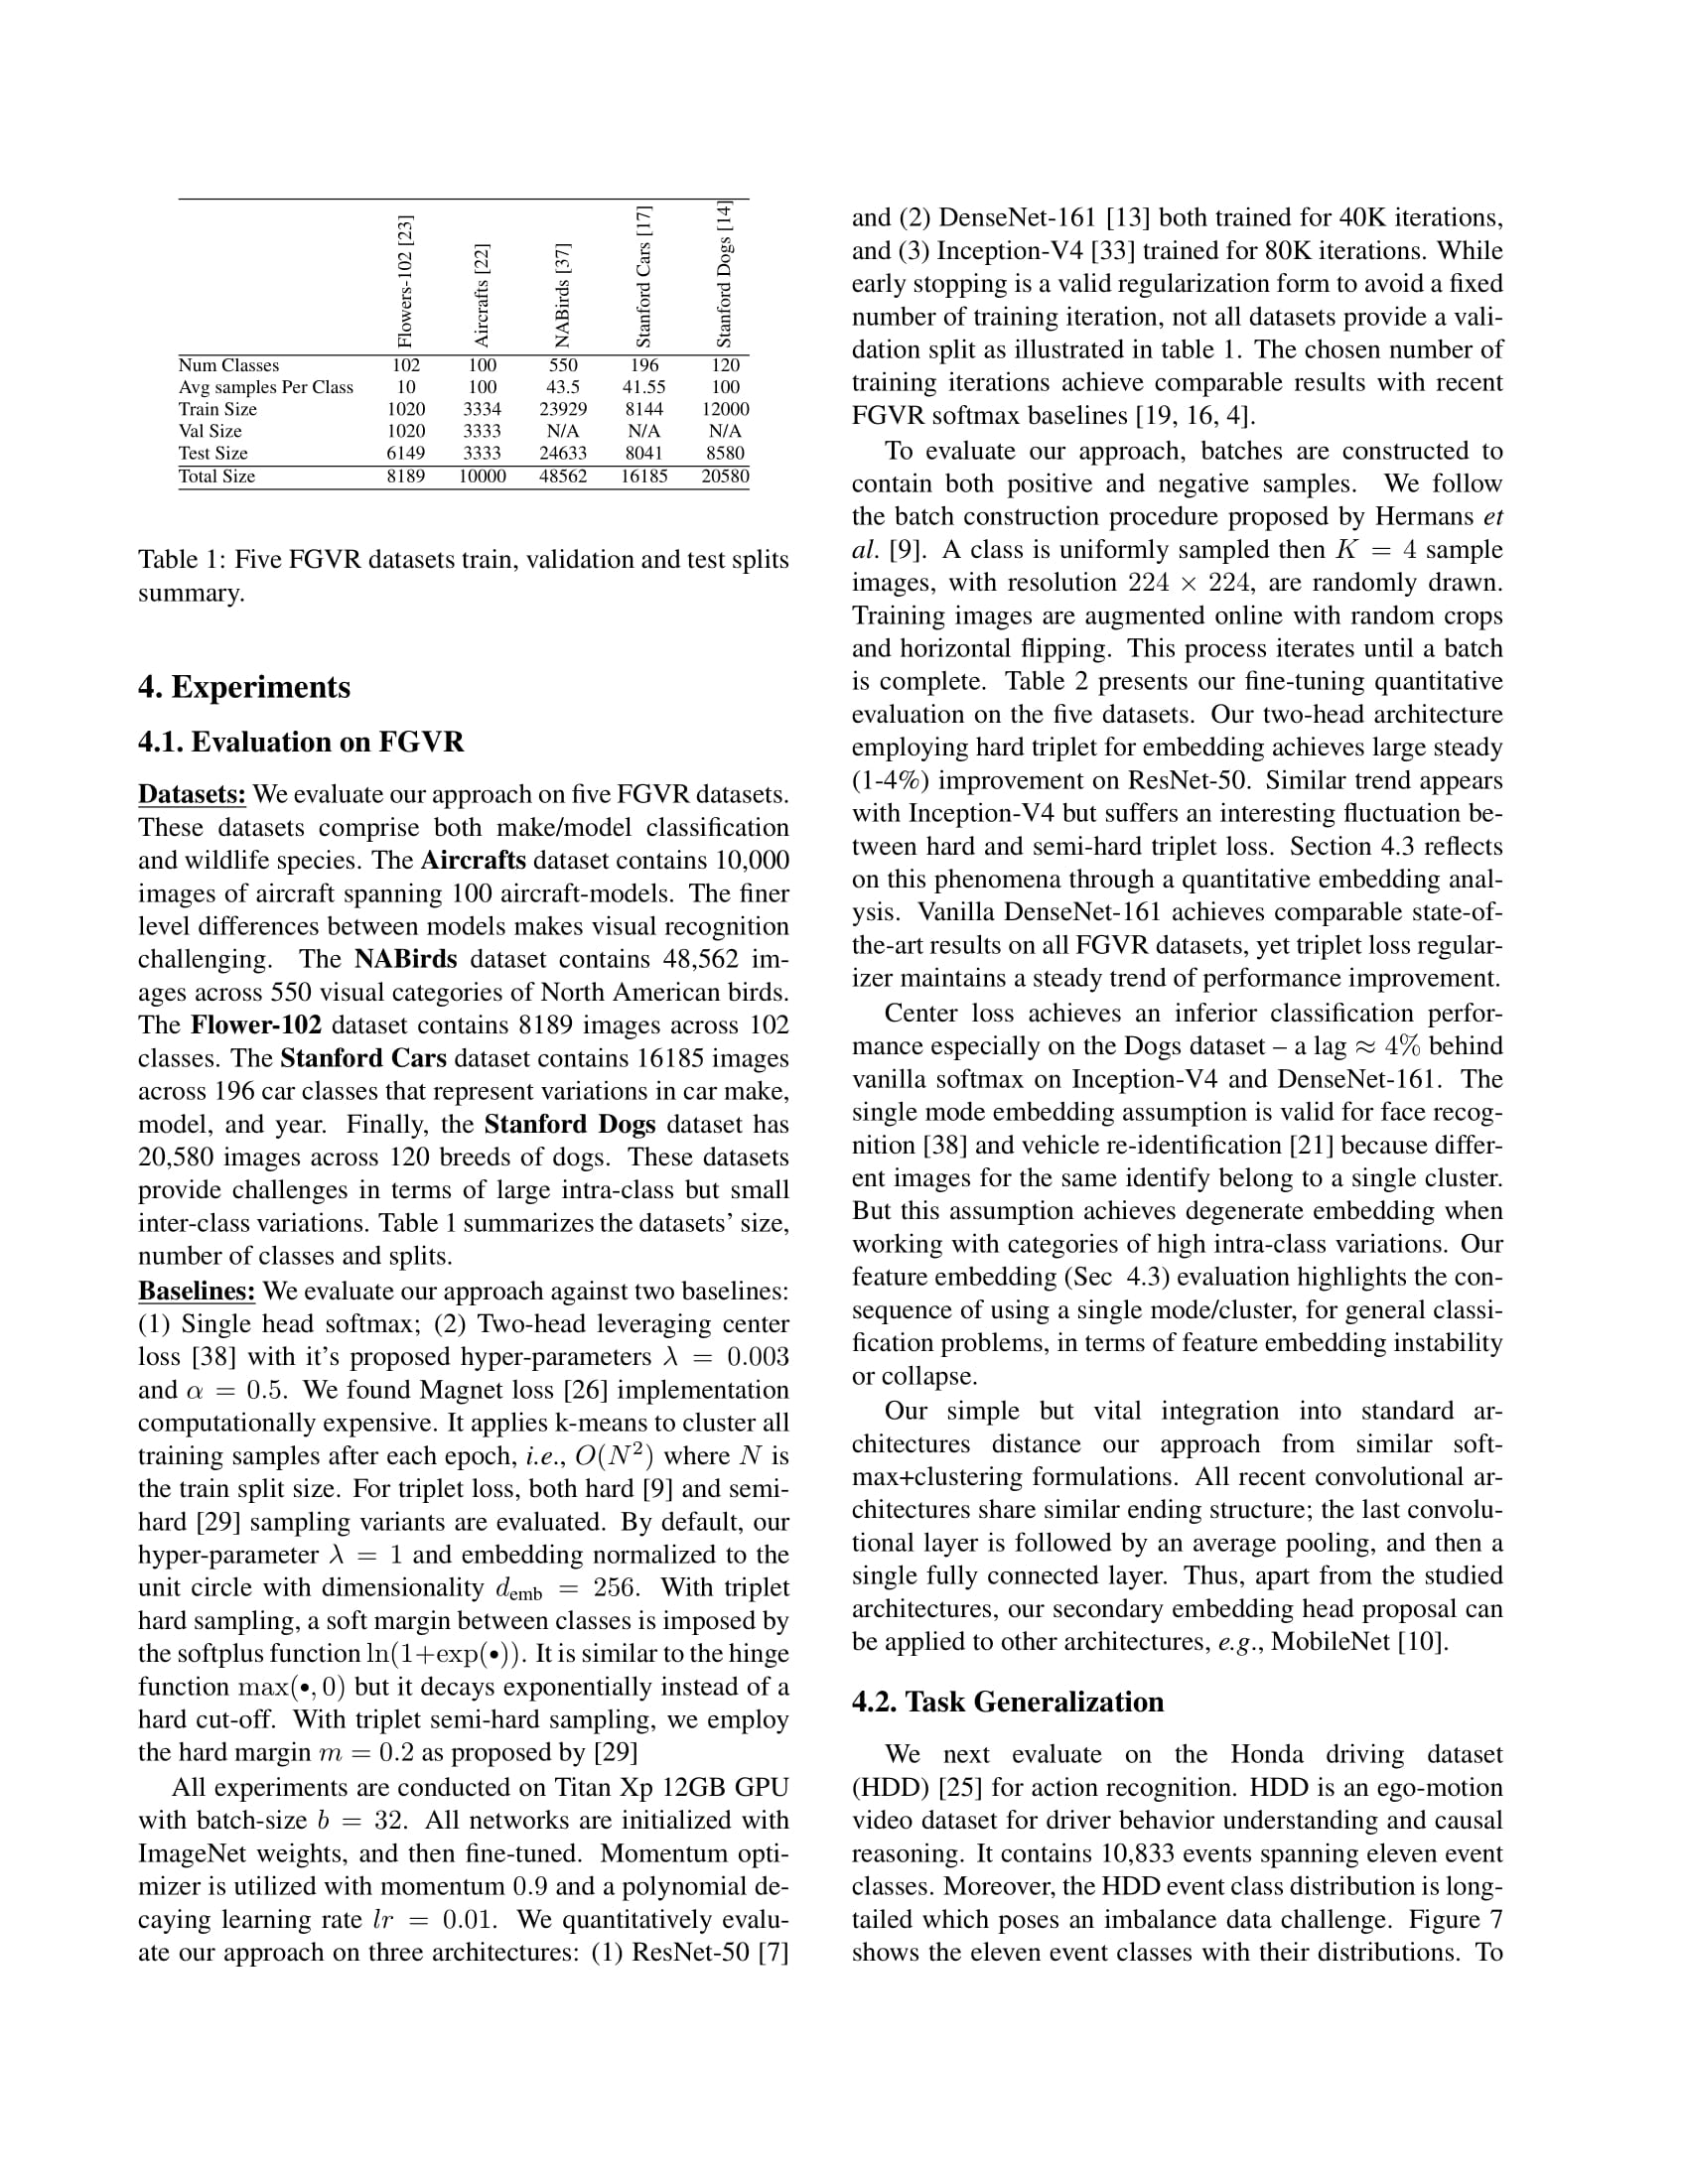 Flowers-102 [23]
Aircrafts [22]
NABirds [37]
Stanford Cars [17]
Stanford Dogs [14]
Num Classes 102 100 550 196 120
Avg samples Per Class 10 100 43.5 41.55 100
Train Size 1020 3334 23929 8144 12000
Val Size 1020 3333 N/A N/A N/A
Test Size 6149 3333 24633 8041 8580
Total Size 8189 10000 48562 16185 20580
Table 1: Five FGVR datasets train, validation and test splits
summary.
4. Experiments
4.1. Evaluation on FGVR
Datasets: We evaluate our approach on five FGVR datasets.
These datasets comprise both make/model classification
and wildlife species. The Aircrafts dataset contains 10,000
images of aircraft spanning 100 aircraft-models. The finer
level differences between models makes visual recognition
challenging. The NABirds dataset contains 48,562 im-
ages across 550 visual categories of North American birds.
The Flower-102 dataset contains 8189 images across 102
classes. The Stanford Cars dataset contains 16185 images
across 196 car classes that represent variations in car make,
model, and year. Finally, the Stanford Dogs dataset has
20,580 images across 120 breeds of dogs. These datasets
provide challenges in terms of large intra-class but small
inter-class variations. Table 1 summarizes the datasets' size,
number of classes and splits.
Baselines: We evaluate our approach against two baselines:
(1) Single head softmax; (2) Two-head leveraging center
loss [38] with it's proposed hyper-parameters λ = 0.003
and α = 0.5. We found Magnet loss [26] implementation
computationally expensive. It applies k-means to cluster all
training samples after each epoch, i.e., O(N²) where N is
the train split size. For triplet loss, both hard [9] and semi-
hard [29] sampling variants are evaluated. By default, our
hyper-parameter λ = 1 and embedding normalized to the
unit circle with dimensionality d_emb = 256. With triplet
hard sampling, a soft margin between classes is imposed by
the softplus function ln(1+exp(•)). It is similar to the hinge
function max(•, 0) but it decays exponentially instead of a
hard cut-off. With triplet semi-hard sampling, we employ
the hard margin m = 0.2 as proposed by [29]
All experiments are conducted on Titan Xp 12GB GPU
with batch-size b = 32. All networks are initialized with
ImageNet weights, and then fine-tuned. Momentum opti-
mizer is utilized with momentum 0.9 and a polynomial de-
caying learning rate lr = 0.01. We quantitatively evalu-
ate our approach on three architectures: (1) ResNet-50 [7]
and (2) DenseNet-161 [13] both trained for 40K iterations,
and (3) Inception-V4 [33] trained for 80K iterations. While
early stopping is a valid regularization form to avoid a fixed
number of training iteration, not all datasets provide a vali-
dation split as illustrated in table 1. The chosen number of
training iterations achieve comparable results with recent
FGVR softmax baselines [19, 16, 4].
To evaluate our approach, batches are constructed to
contain both positive and negative samples. We follow
the batch construction procedure proposed by Hermans et
al. [9]. A class is uniformly sampled then K = 4 sample
images, with resolution 224 × 224, are randomly drawn.
Training images are augmented online with random crops
and horizontal flipping. This process iterates until a batch
is complete. Table 2 presents our fine-tuning quantitative
evaluation on the five datasets. Our two-head architecture
employing hard triplet for embedding achieves large steady
(1-4%) improvement on ResNet-50. Similar trend appears
with Inception-V4 but suffers an interesting fluctuation be-
tween hard and semi-hard triplet loss. Section 4.3 reflects
on this phenomena through a quantitative embedding anal-
ysis. Vanilla DenseNet-161 achieves comparable state-of-
the-art results on all FGVR datasets, yet triplet loss regular-
izer maintains a steady trend of performance improvement.
Center loss achieves an inferior classification perfor-
mance especially on the Dogs dataset – a lag ≈ 4% behind
vanilla softmax on Inception-V4 and DenseNet-161. The
single mode embedding assumption is valid for face recog-
nition [38] and vehicle re-identification [21] because differ-
ent images for the same identify belong to a single cluster.
But this assumption achieves degenerate embedding when
working with categories of high intra-class variations. Our
feature embedding (Sec 4.3) evaluation highlights the con-
sequence of using a single mode/cluster, for general classi-
fication problems, in terms of feature embedding instability
or collapse.
Our simple but vital integration into standard ar-
chitectures distance our approach from similar soft-
max+clustering formulations. All recent convolutional ar-
chitectures share similar ending structure; the last convolu-
tional layer is followed by an average pooling, and then a
single fully connected layer. Thus, apart from the studied
architectures, our secondary embedding head proposal can
be applied to other architectures, e.g., MobileNet [10].
4.2. Task Generalization
We next evaluate on the Honda driving dataset
(HDD) [25] for action recognition. HDD is an ego-motion
video dataset for driver behavior understanding and causal
reasoning. It contains 10,833 events spanning eleven event
classes. Moreover, the HDD event class distribution is long-
tailed which poses an imbalance data challenge. Figure 7
shows the eleven event classes with their distributions. To